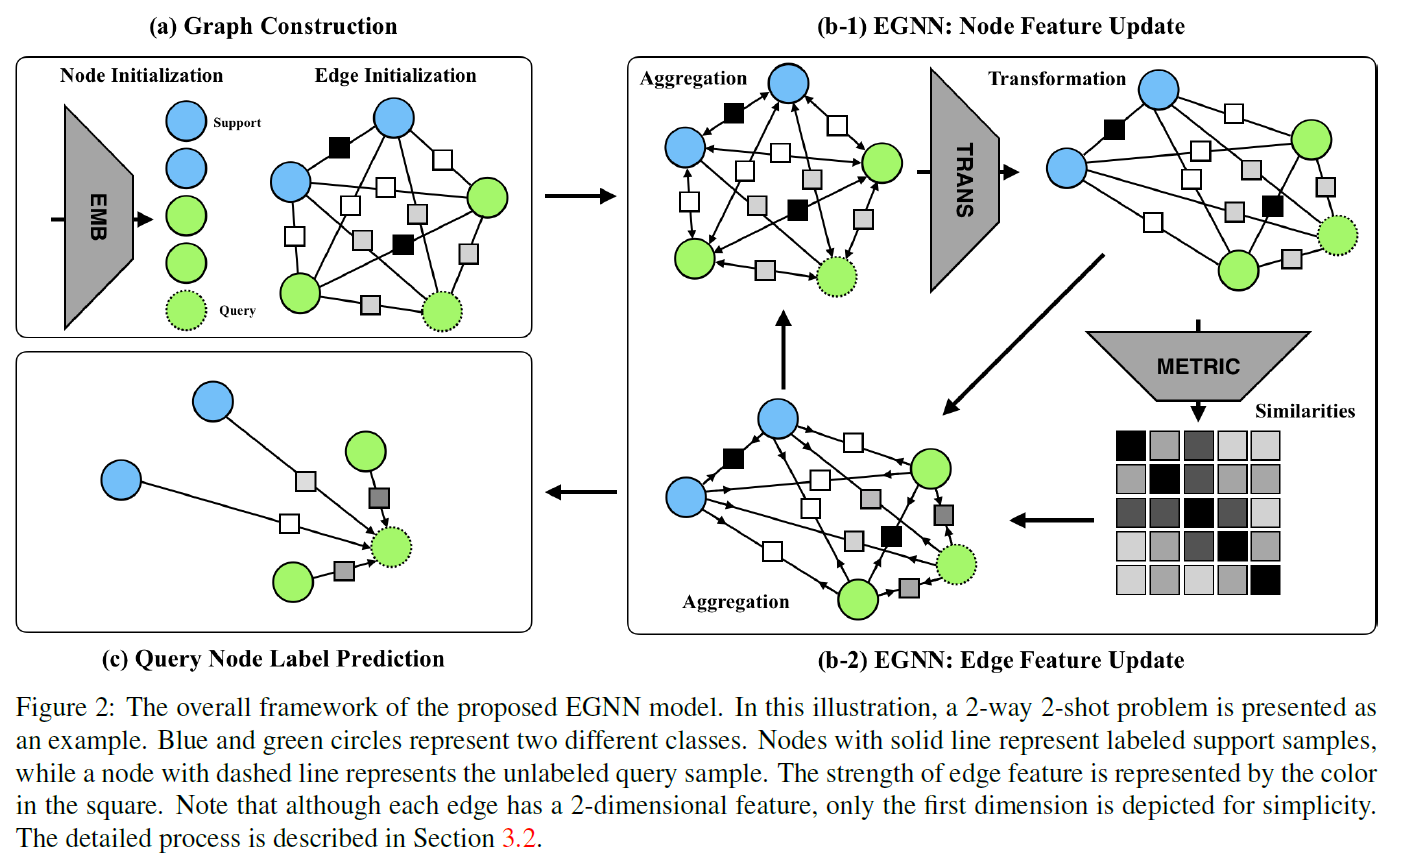 (a) Graph Construction
(b-1) EGNN: Node Feature Update
Node Initialization
Edge Initialization
Support
EMB
Query
Aggregation
TRANS
Transformation
METRIC
Similarities
Aggregation
(c) Query Node Label Prediction
(b-2) EGNN: Edge Feature Update
Figure 2: The overall framework of the proposed EGNN model. In this illustration, a 2-way 2-shot problem is presented as
an example. Blue and green circles represent two different classes. Nodes with solid line represent labeled support samples,
while a node with dashed line represents the unlabeled query sample. The strength of edge feature is represented by the color
in the square. Note that although each edge has a 2-dimensional feature, only the first dimension is depicted for simplicity.
The detailed process is described in Section 3.2.